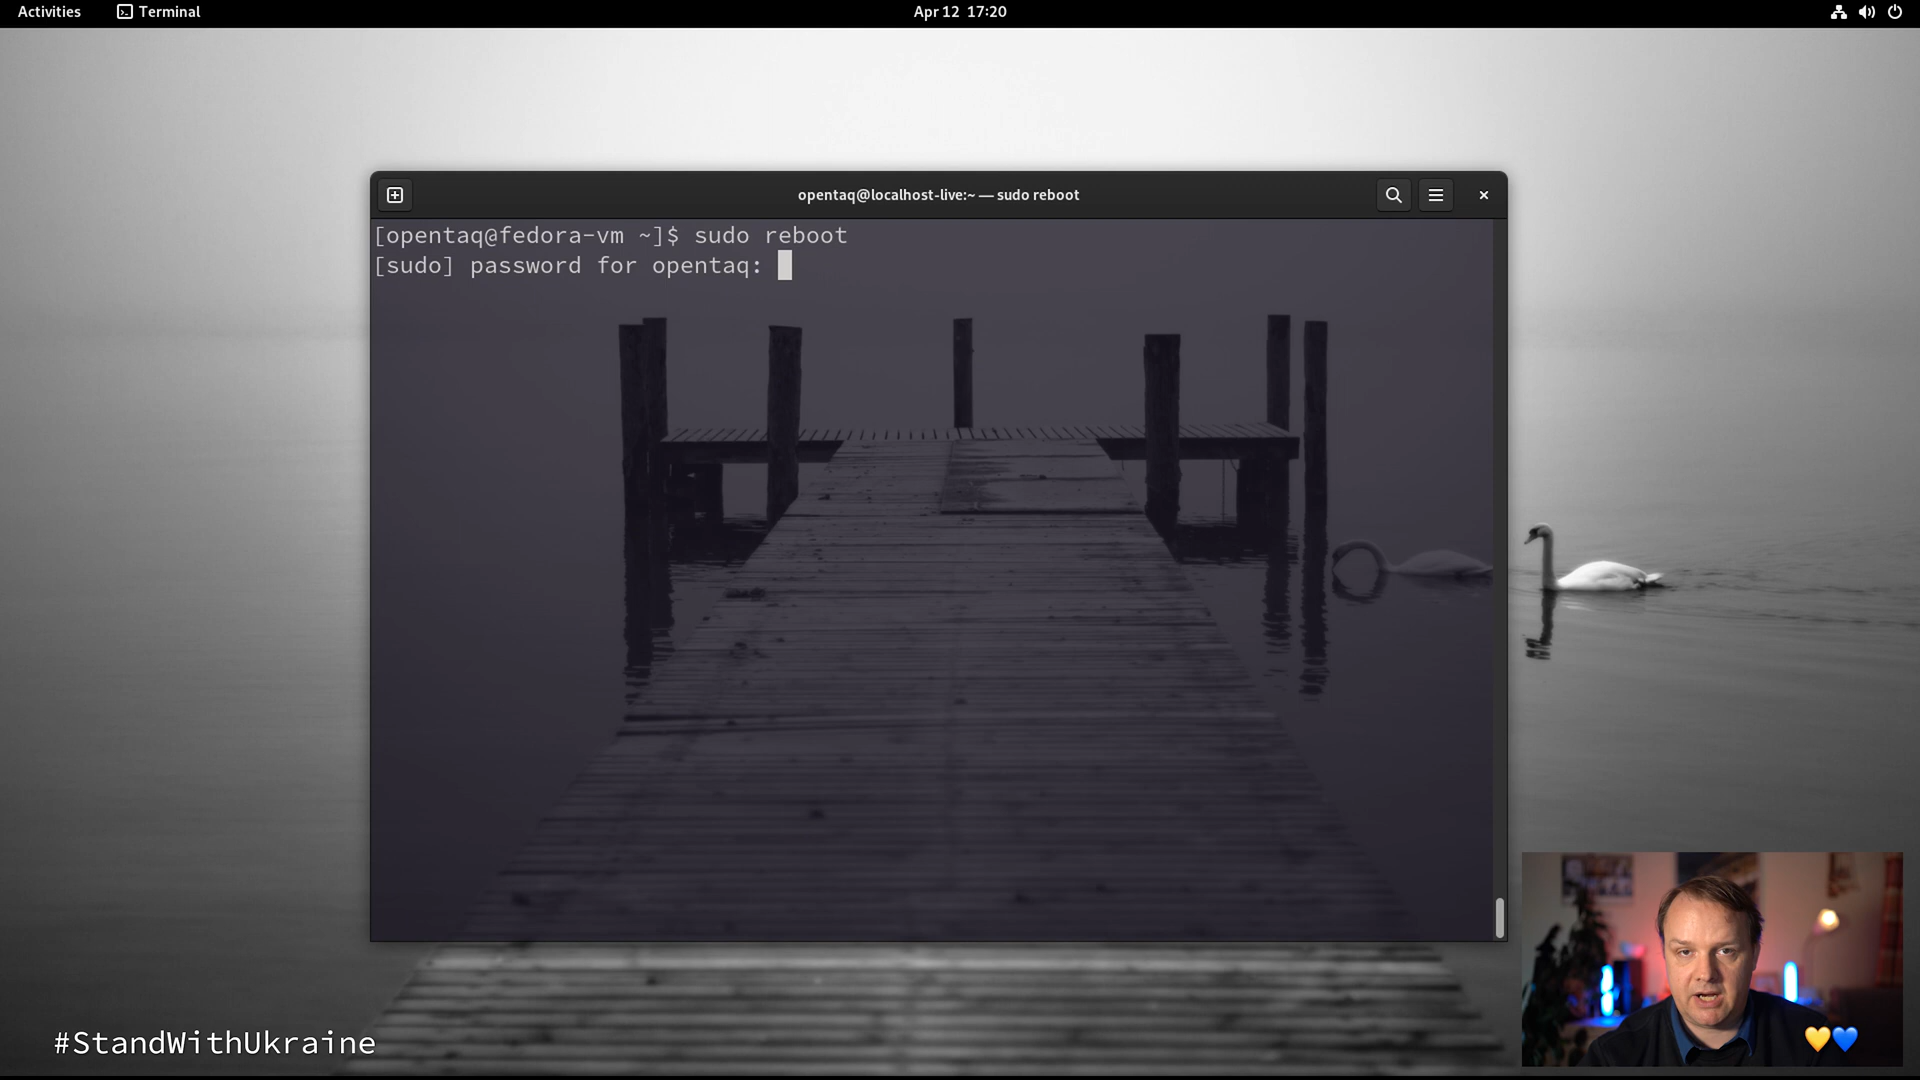 Activities
Terminal
Apr 12 17:20
opentaq@localhost-live:~ — sudo reboot
[opentaq@fedora-vm ~]$ sudo reboot
[sudo] password for opentaq:
#StandWithUkraine